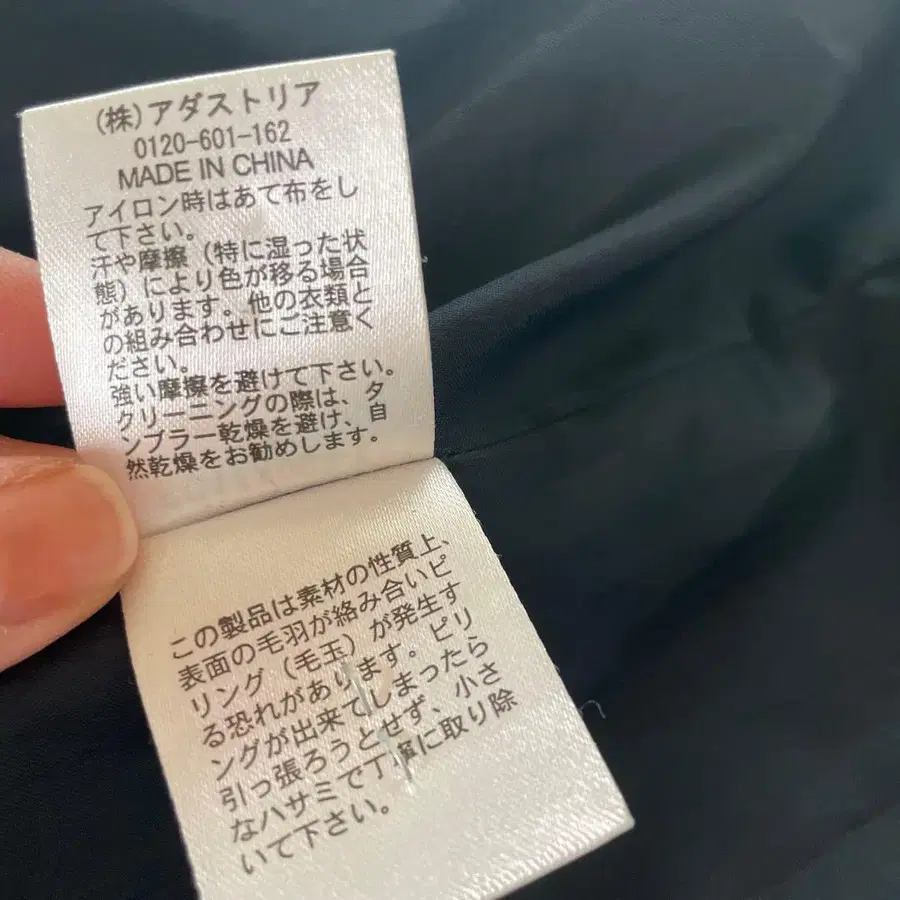 (株)アダストリア
0120-601-162
MADE IN CHINA
アイロン時はあて布をし
て下さい。
汗や摩擦（特に湿った状
態）により色が移る場合
があります。他の衣類と
の組み合わせにご注意く
ださい。
強い摩擦を避けて下さい。
クリーニングの際は、タ
ンブラー乾燥を避け、自
然乾燥をお勧めします。
この製品は素材の性質上、
表面の毛羽が絡み合いピ
リング（毛玉）が発生す
る恐れがあります。ピリ
ングが出来てしまったら
引っ張ろうとせず、小さ
なハサミで丁寧に取り除
いて下さい。